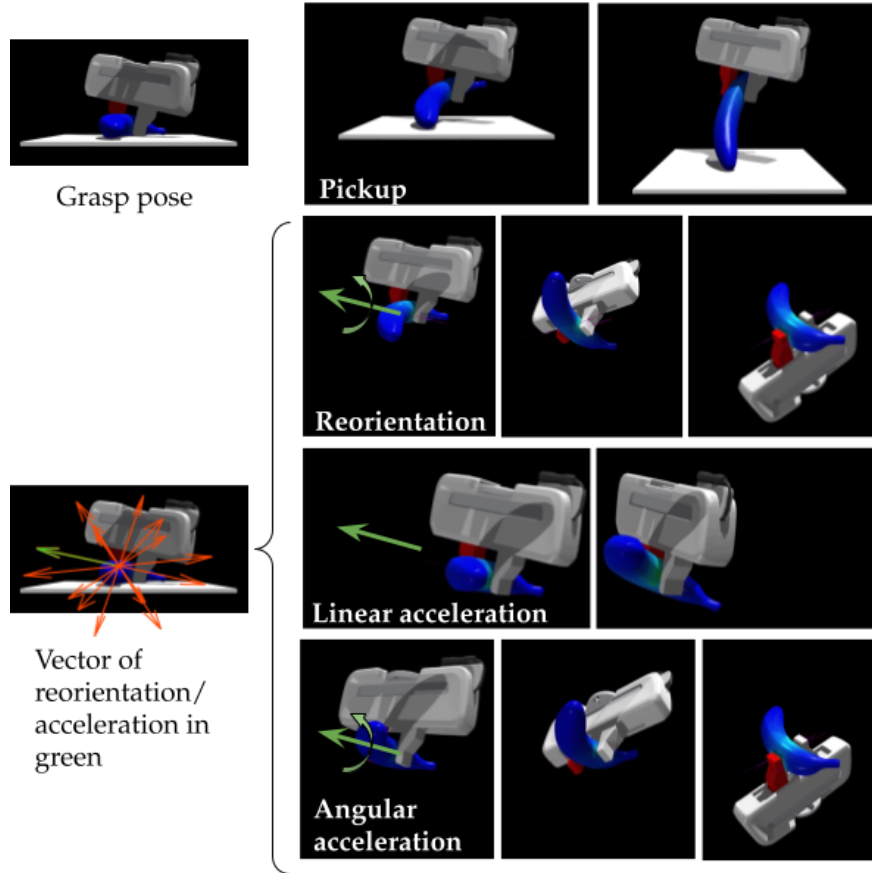 Grasp pose
Pickup
Reorientation
Linear acceleration
Vector of
reorientation/
acceleration in
green
Angular
acceleration